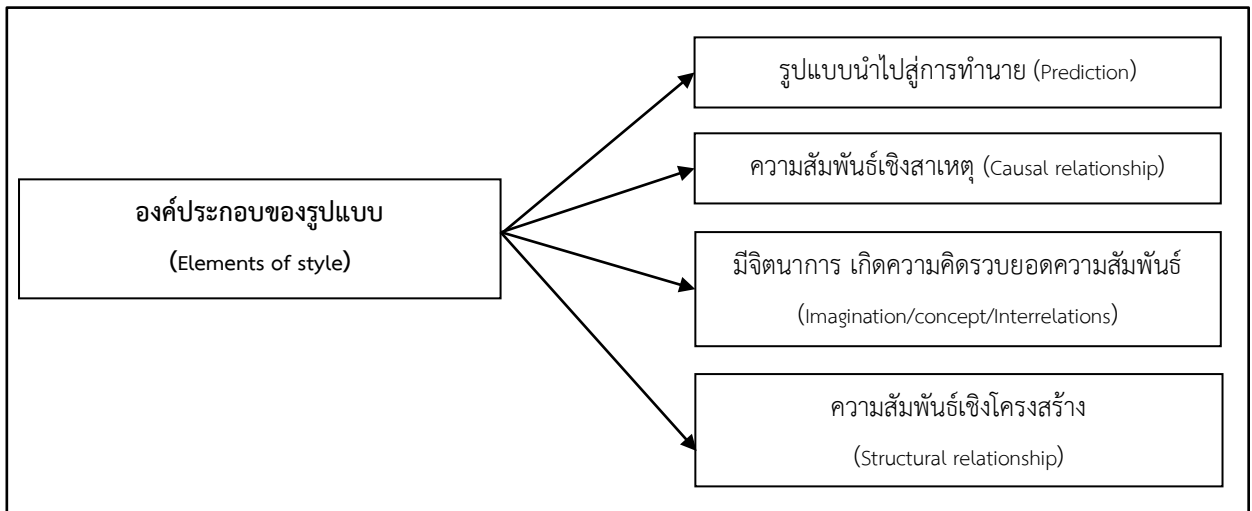 รูปแบบนำไปสู่การทำนาย (Prediction)
ความสัมพันธ์เชิงสาเหตุ (Causal relationship)
องค์ประกอบของรูปแบบ
(Elements of style)
มีจิตนาการ เกิดความคิดรวบยอดความสัมพันธ์
(Imagination/concept/Interrelations)
ความสัมพันธ์เชิงโครงสร้าง
(Structural relationship)